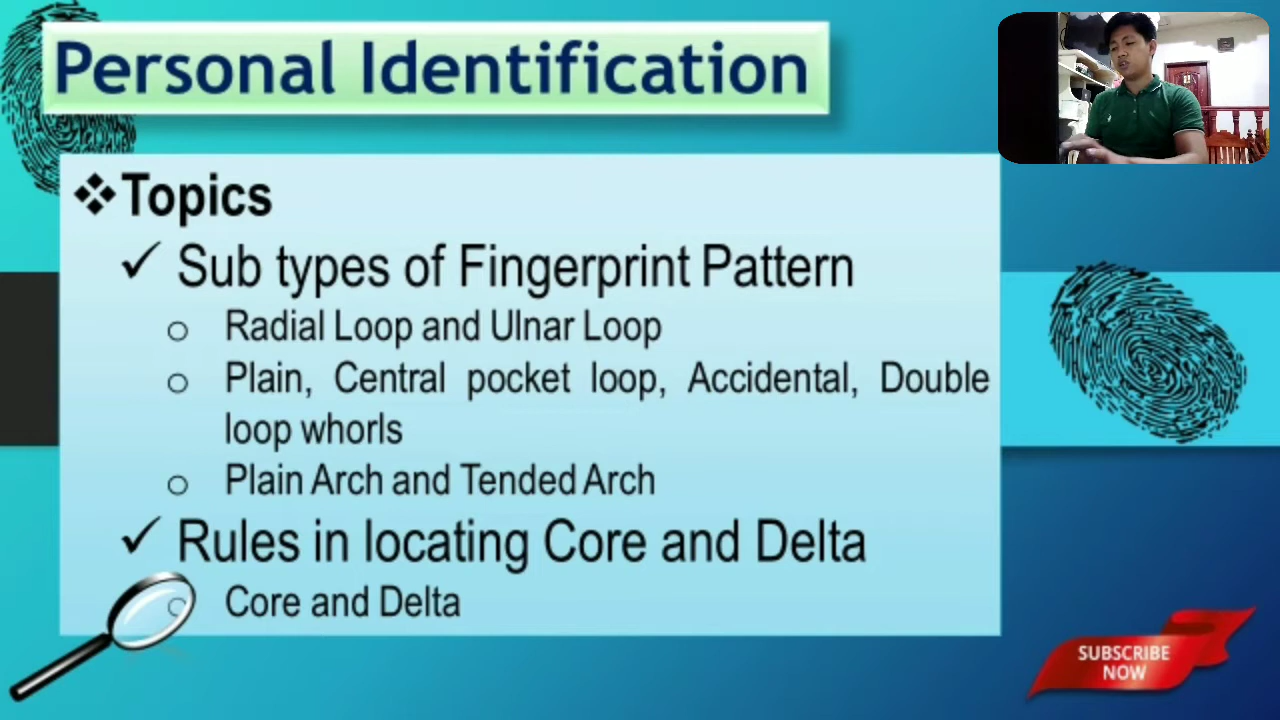 Personal Identification
Topics
Sub types of Fingerprint Pattern
Radial Loop and Ulnar Loop
Plain, Central pocket loop, Accidental, Double
loop whorls
Plain Arch and Tended Arch
Rules in locating Core and Delta
Core and Delta
SUBSCRIBE
NOW